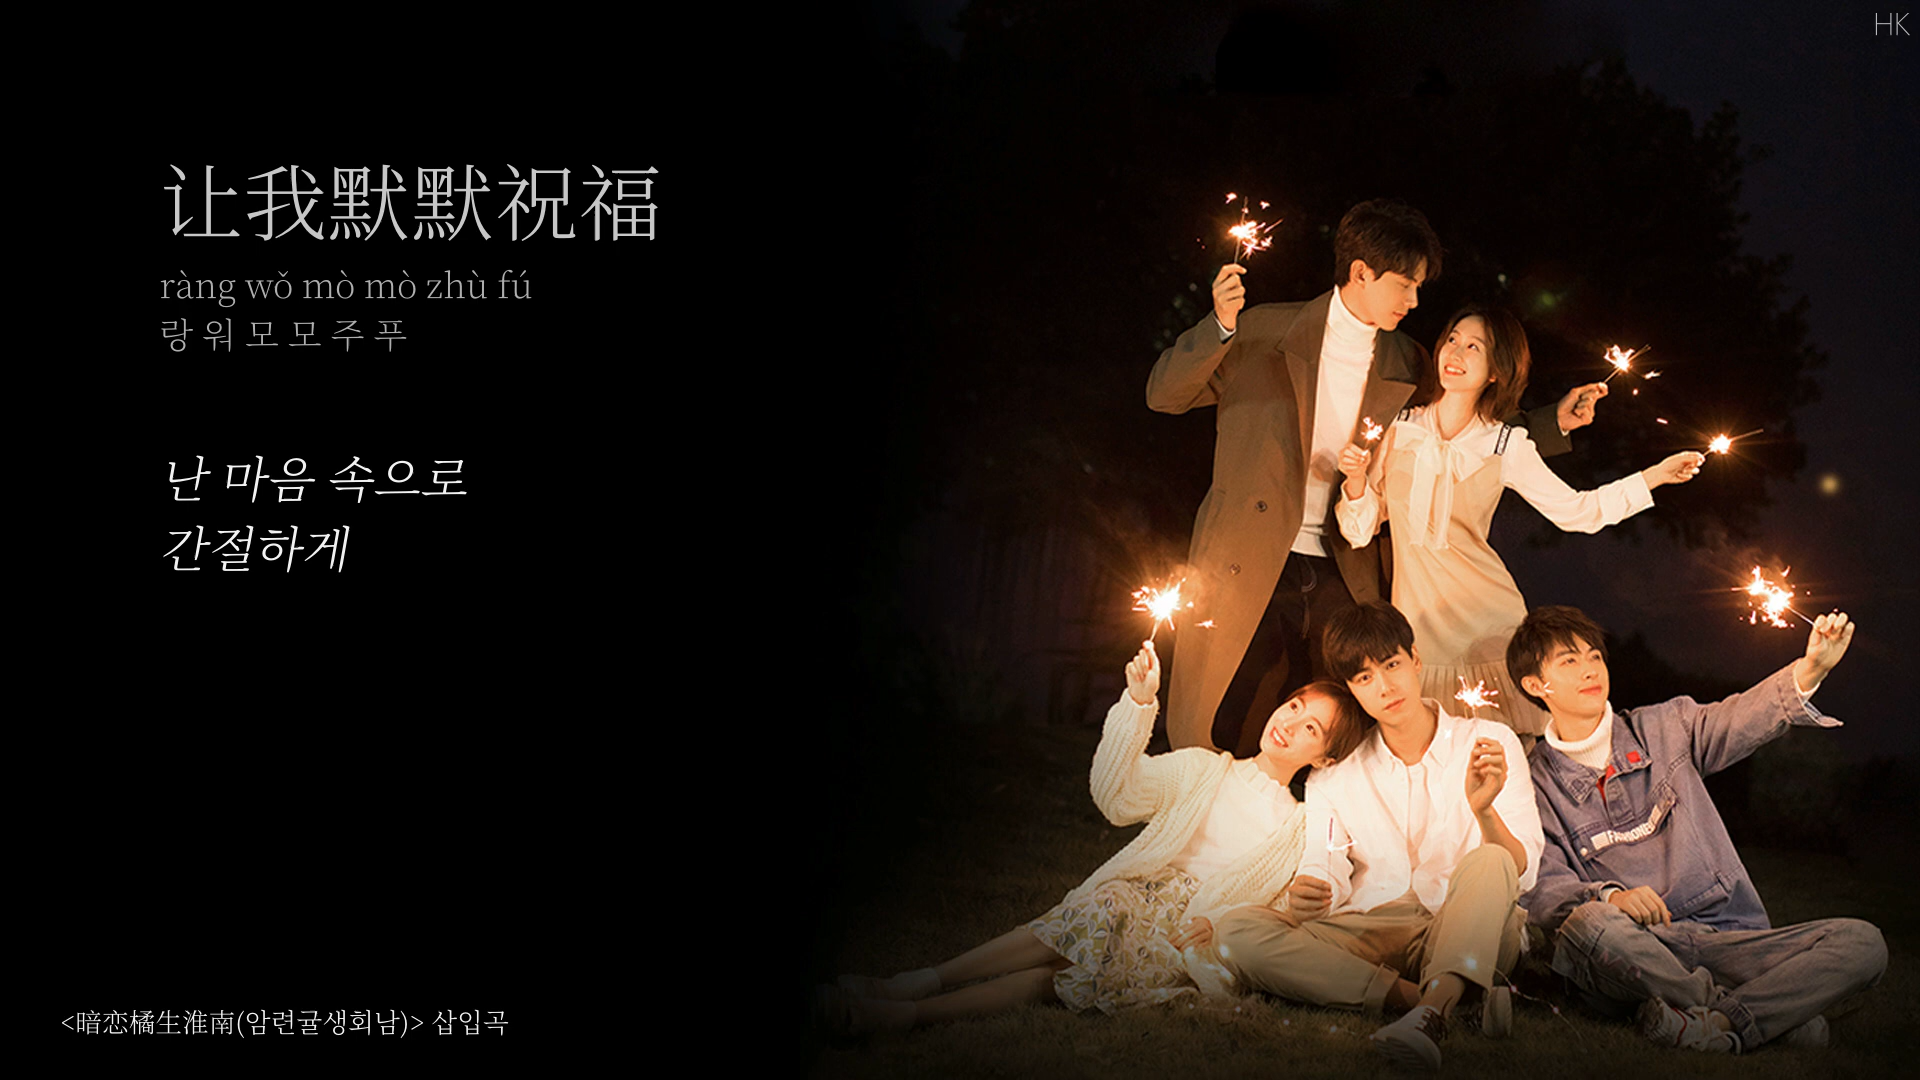 HK
让我默默祝福
ràng wǒ mò mò zhù fú
랑 워 모 모 주 푸
난 마음 속으로
간절하게
FASHIONED
<暗恋橘生淮南(암련귤생회남)> 삽입곡